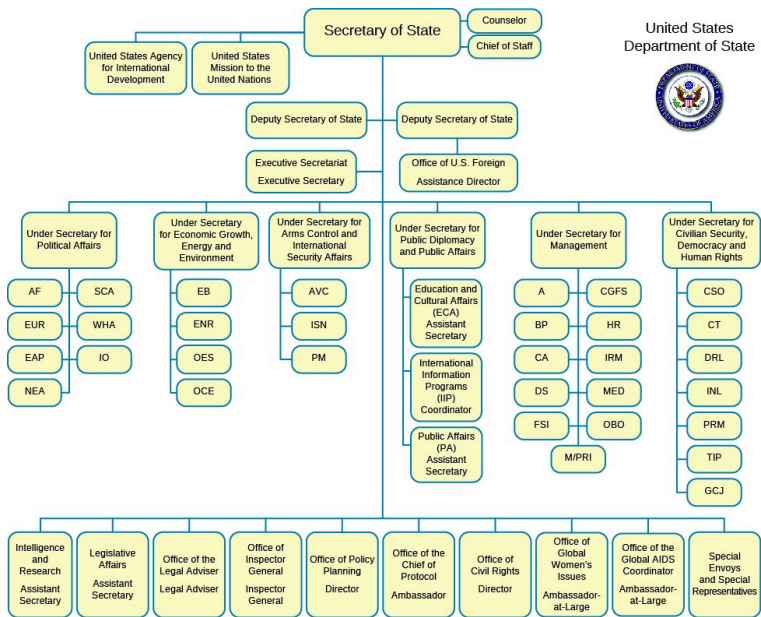 Secretary of State
Counselor
Chief of Staff
United States
Department of State
United States Agency
for International
Development
United States
Mission to the
United Nations
Deputy Secretary of State
Deputy Secretary of State
Executive Secretariat
Executive Secretary
Office of U.S. Foreign
Assistance Director
Under Secretary for
Political Affairs
Under Secretary
for Economic Growth,
Energy and
Environment
Under Secretary for
Arms Control and
International
Security Affairs
Under Secretary for
Public Diplomacy
and Public Affairs
Under Secretary for
Management
Under Secretary for
Civilian Security,
Democracy and
Human Rights
AF
SCA
EUR
WHA
EAP
IO
NEA
EB
ENR
OES
OCE
AVC
ISN
PM
Education and
Cultural Affairs
(ECA)
Assistant
Secretary
International
Information
Programs
(IIP)
Coordinator
Public Affairs
(PA)
Assistant
Secretary
A
CGFS
BP
HR
CA
IRM
DS
MED
FSI
OBO
M/PRI
CSO
CT
DRL
INL
PRM
TIP
GCJ
Intelligence
and
Research
Assistant
Secretary
Legislative
Affairs
Assistant
Secretary
Office of the
Legal Adviser
Legal Adviser
Office of
Inspector
General
Inspector
General
Office of Policy
Planning
Director
Office of the
Chief of
Protocol
Ambassador
Office of
Civil Rights
Director
Office of
Global
Women's
Issues
Ambassador-
at-Large
Office of the
Global AIDS
Coordinator
Ambassador-
at-Large
Special
Envoys
and Special
Representatives